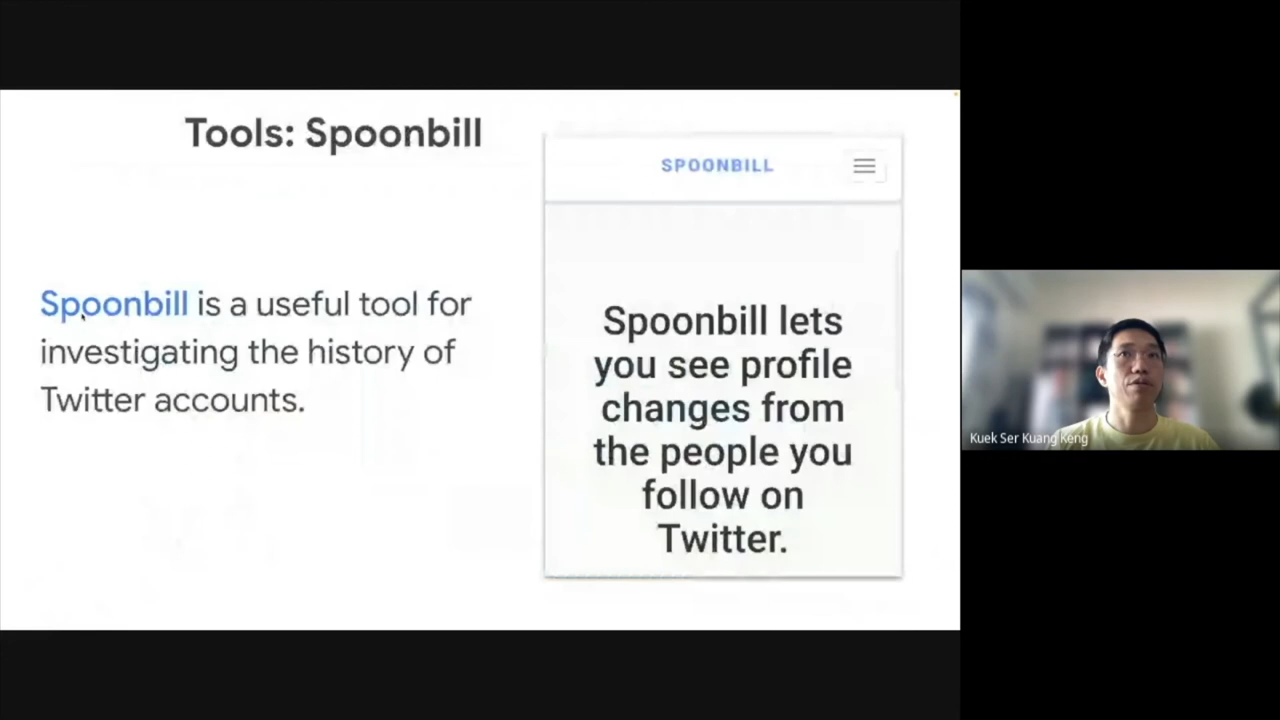 Tools: Spoonbill
Spoonbill is a useful tool for
investigating the history of
Twitter accounts.
SPOONBILL
Spoonbill lets
you see profile
changes from
the people you
follow on
Twitter.
Kuek Ser Kuang Keng